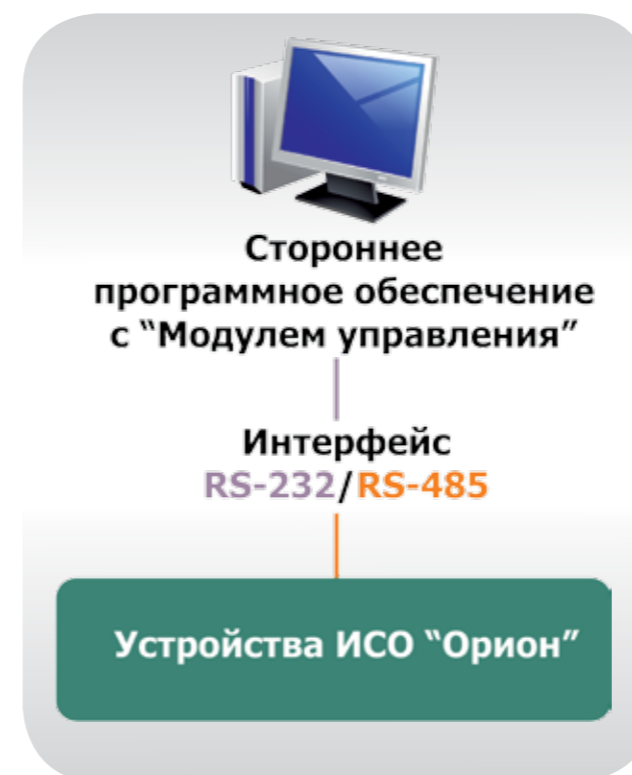 Стороннее
программное обеспечение
с “Модулем управления”
Интерфейс
RS-232/RS-485
Устройства ИСО “Орион”